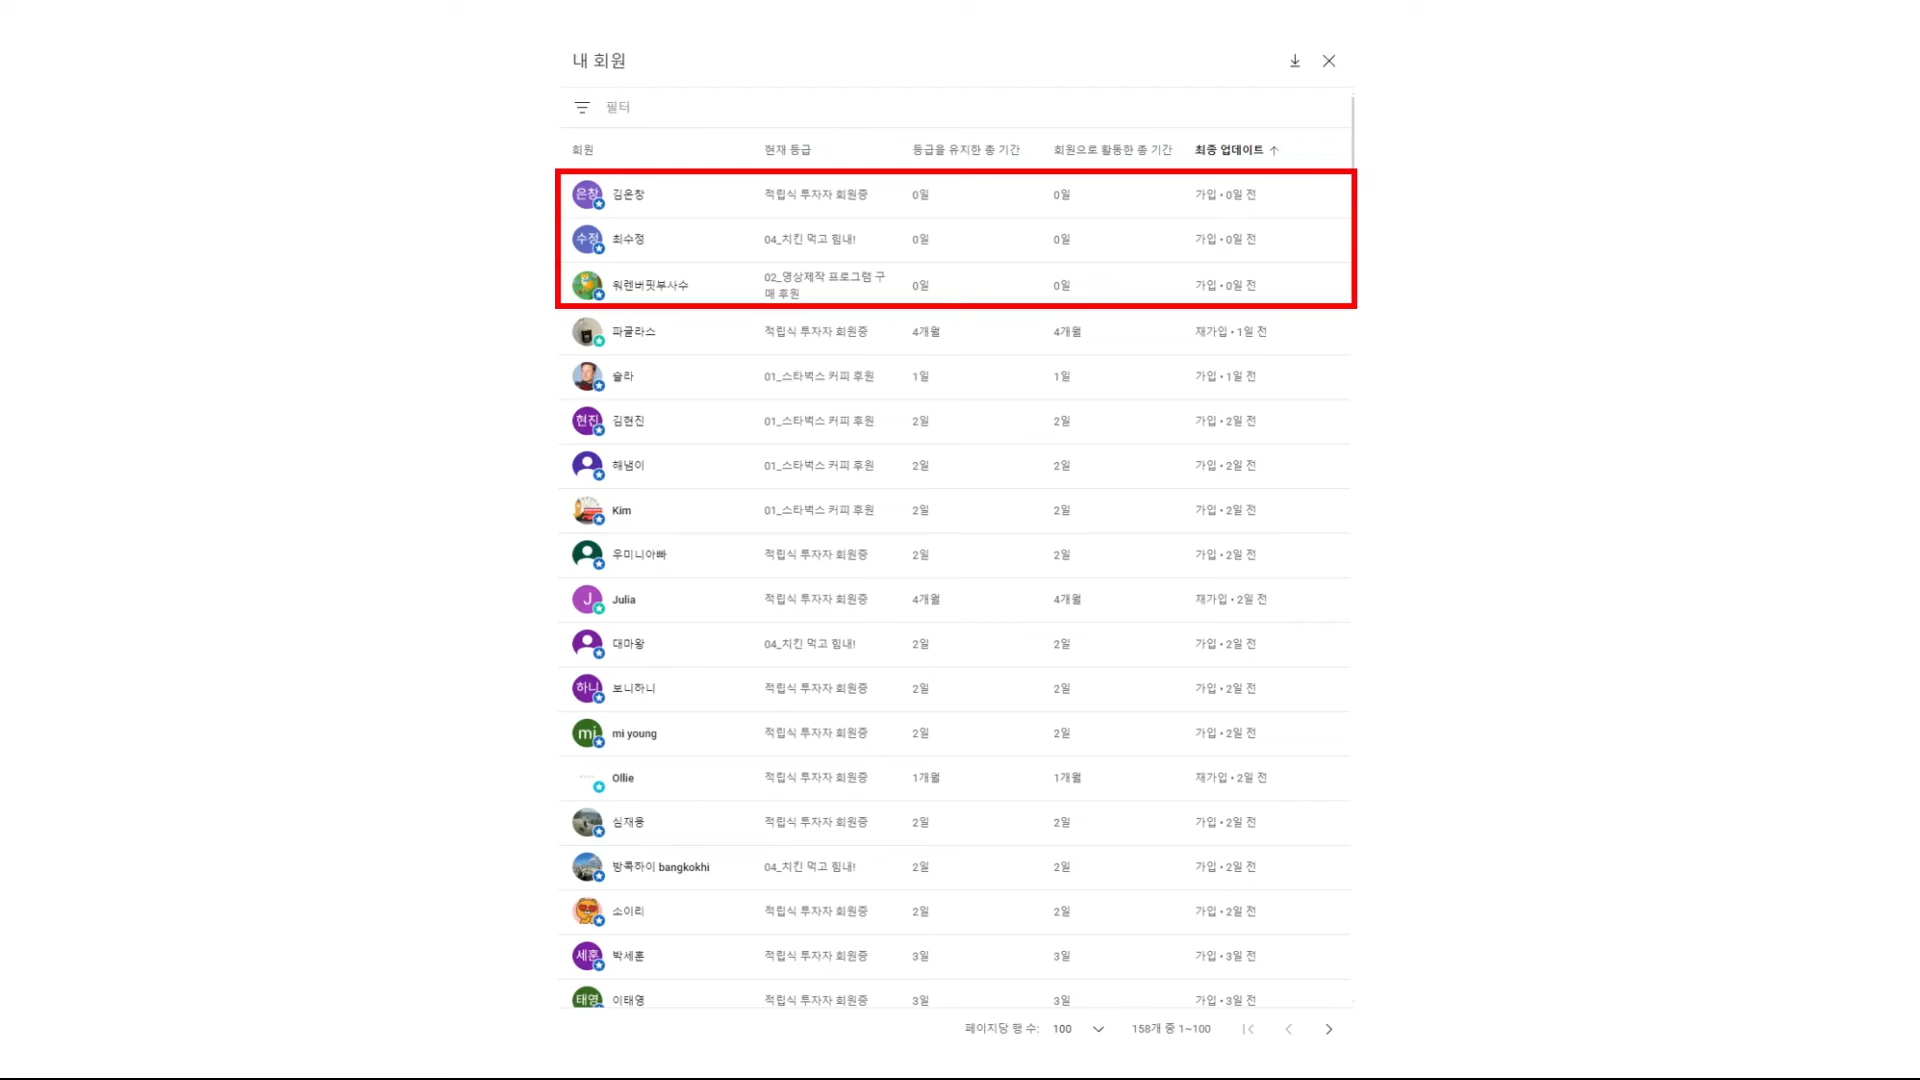 내 회원
필터
회원 현재 등급 등급을 유지한 총 기간 회원으로 활동한 총 기간 최종 업데이트
은창 김은창 적립식 투자자 회원증 0일 0일 가입 • 0일 전
수정 최수정 04_치킨 먹고 힘내! 0일 0일 가입 • 0일 전
워렌버핏부사수 02_영상제작 프로그램 구매 후원 0일 0일 가입 • 0일 전
파글라스 적립식 투자자 회원증 4개월 4개월 재가입 • 1일 전
슬라 01_스타벅스 커피 후원 1일 1일 가입 • 1일 전
현진 김현진 01_스타벅스 커피 후원 2일 2일 가입 • 2일 전
해냄이 01_스타벅스 커피 후원 2일 2일 가입 • 2일 전
Kim 01_스타벅스 커피 후원 2일 2일 가입 • 2일 전
우미니아빠 적립식 투자자 회원증 2일 2일 가입 • 2일 전
J Julia 적립식 투자자 회원증 4개월 4개월 재가입 • 2일 전
대마왕 04_치킨 먹고 힘내! 2일 2일 가입 • 2일 전
하니 보니하니 적립식 투자자 회원증 2일 2일 가입 • 2일 전
mi mi young 적립식 투자자 회원증 2일 2일 가입 • 2일 전
Ollie 적립식 투자자 회원증 1개월 1개월 재가입 • 2일 전
심재용 적립식 투자자 회원증 2일 2일 가입 • 2일 전
방콕하이 bangkokhi 04_치킨 먹고 힘내! 2일 2일 가입 • 2일 전
소이리 적립식 투자자 회원증 2일 2일 가입 • 2일 전
세훈 박세훈 적립식 투자자 회원증 3일 3일 가입 • 3일 전
태영 이태영 적립식 투자자 회원증 3일 3일 가입 • 3일 전
페이지당 행 수: 100 158개 중 1~100